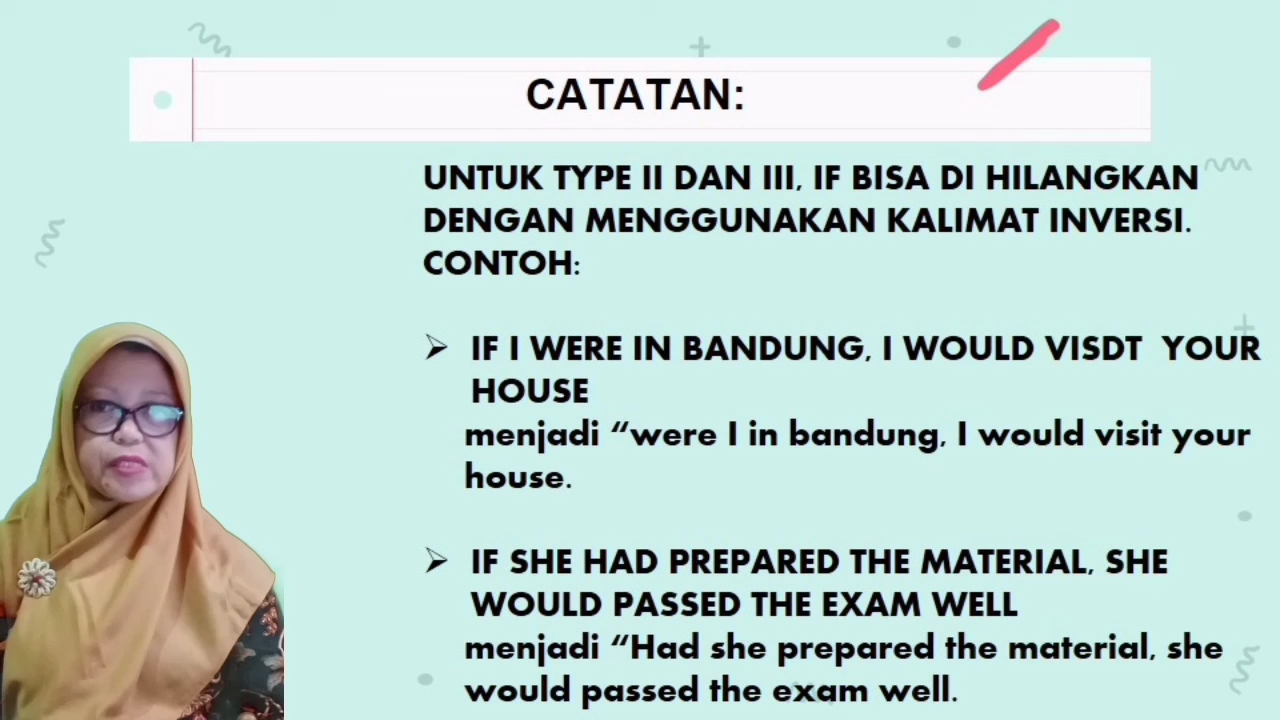 CATATAN:
UNTUK TYPE II DAN III, IF BISA DI HILANGKAN
DENGAN MENGGUNAKAN KALIMAT INVERSI.
CONTOH:
IF I WERE IN BANDUNG, I WOULD VISDT YOUR
HOUSE
menjadi “were I in bandung, I would visit your
house.
IF SHE HAD PREPARED THE MATERIAL, SHE
WOULD PASSED THE EXAM WELL
menjadi “Had she prepared the material, she
would passed the exam well.